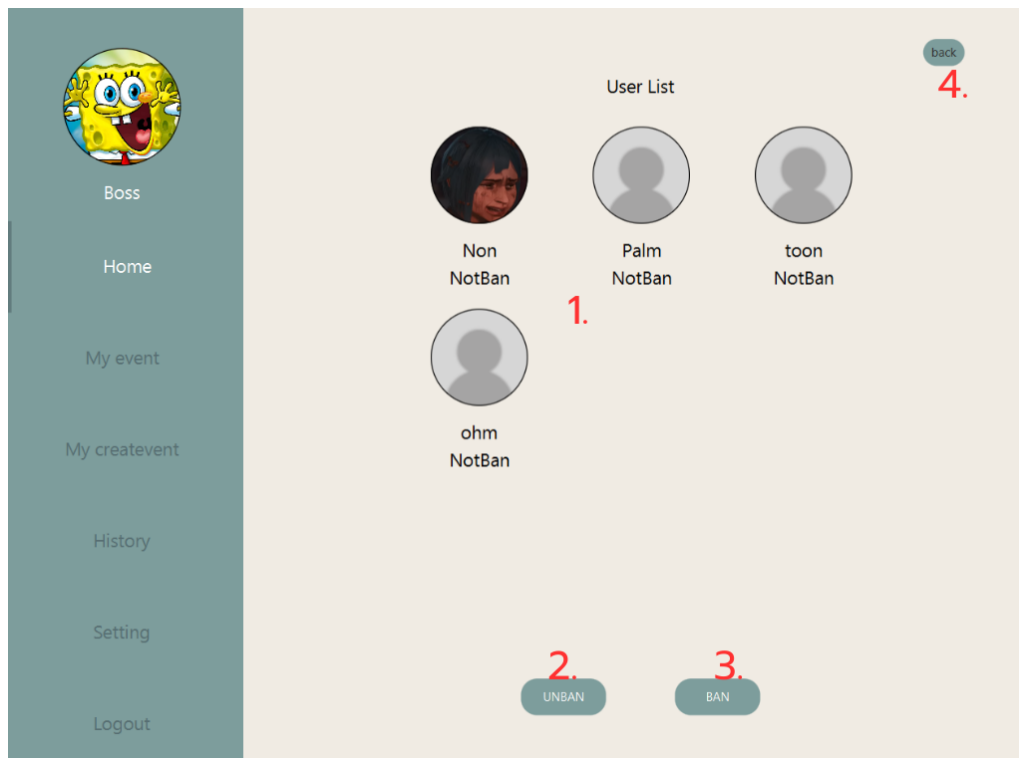 Boss
Home
My event
My createvent
History
Setting
Logout
back
4.
User List
Non
NotBan
Palm
NotBan
toon
NotBan
1.
ohm
NotBan
2.
3.
UNBAN
BAN